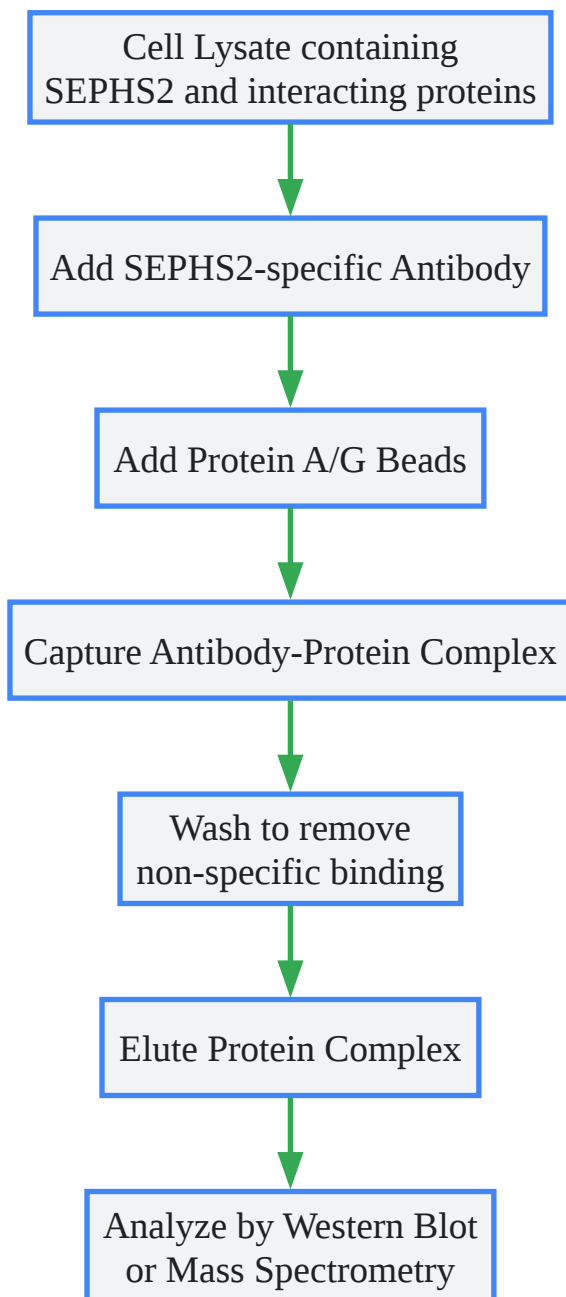 Cell Lysate containing
SEPHS2 and interacting proteins
Add SEPHS2-specific Antibody
Add Protein A/G Beads
Capture Antibody-Protein Complex
Wash to remove
non-specific binding
Elute Protein Complex
Analyze by Western Blot
or Mass Spectrometry